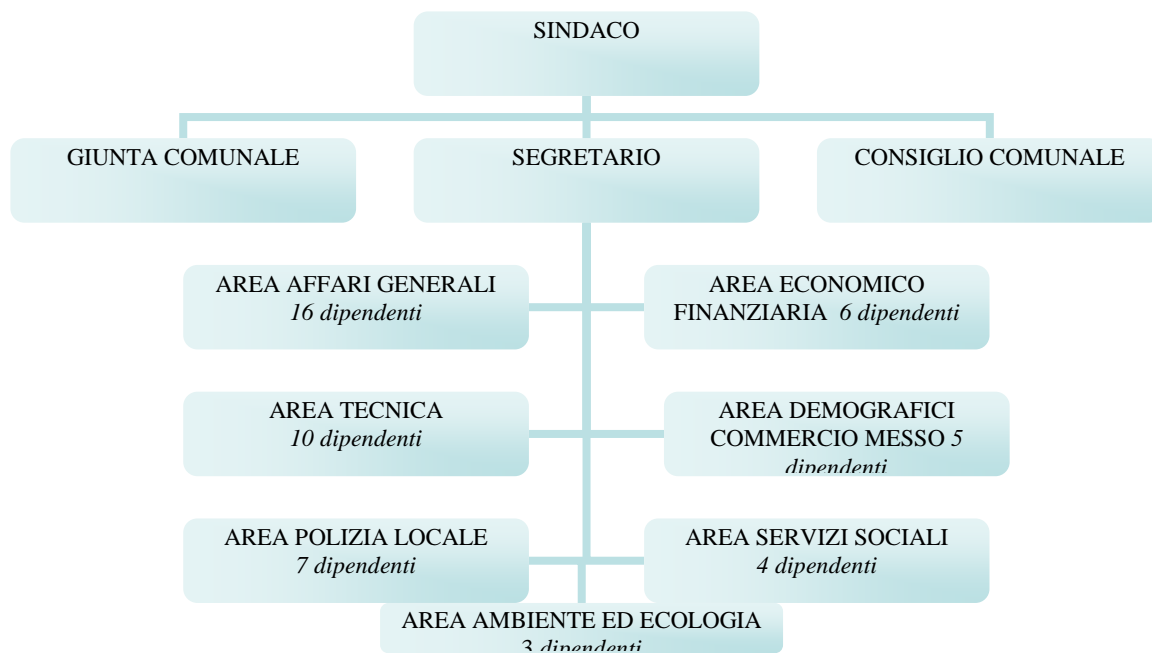 SINDACO
GIUNTA COMUNALE
SEGRETARIO
CONSIGLIO COMUNALE
AREA AFFARI GENERALI
16 dipendenti
AREA ECONOMICO
FINANZIARIA 6 dipendenti
AREA TECNICA
10 dipendenti
AREA DEMOGRAFICI
COMMERCIO MESSO 5
dipendenti
AREA POLIZIA LOCALE
7 dipendenti
AREA SERVIZI SOCIALI
4 dipendenti
AREA AMBIENTE ED ECOLOGIA
3 dipendenti